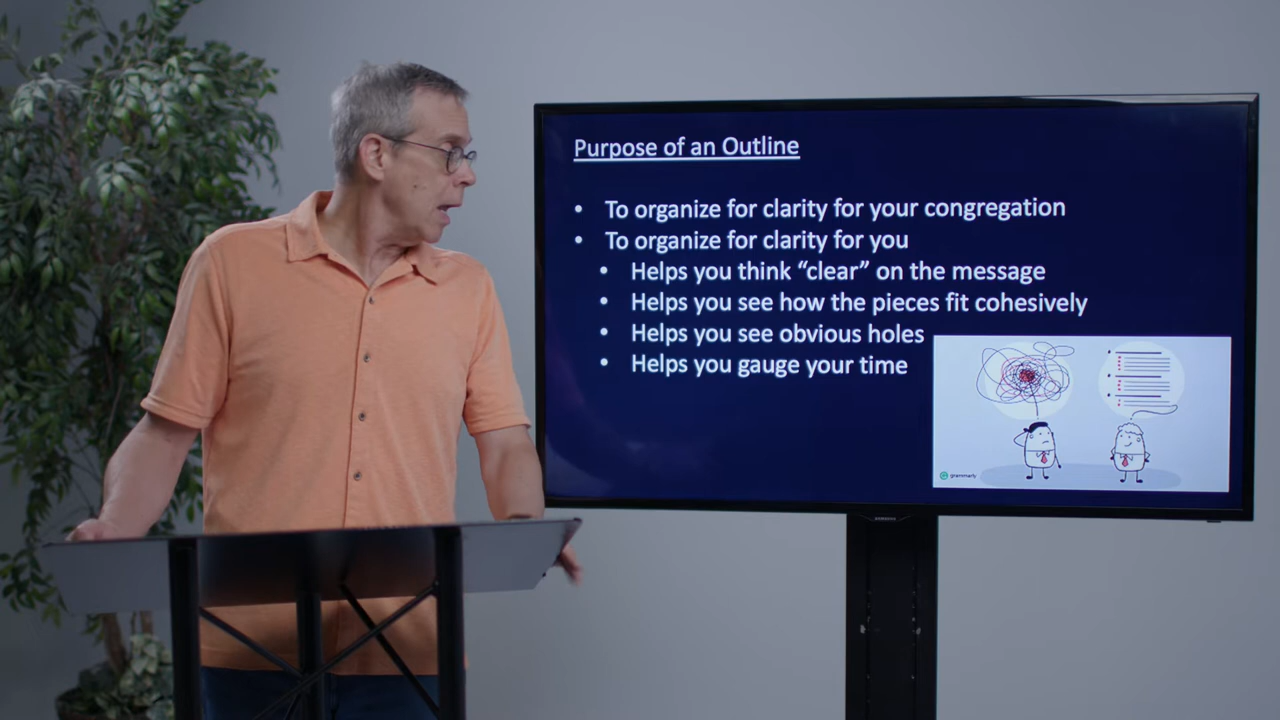 Purpose of an Outline
• To organize for clarity for your congregation
• To organize for clarity for you
• Helps you think “clear” on the message
• Helps you see how the pieces fit cohesively
• Helps you see obvious holes
• Helps you gauge your time
grammarly